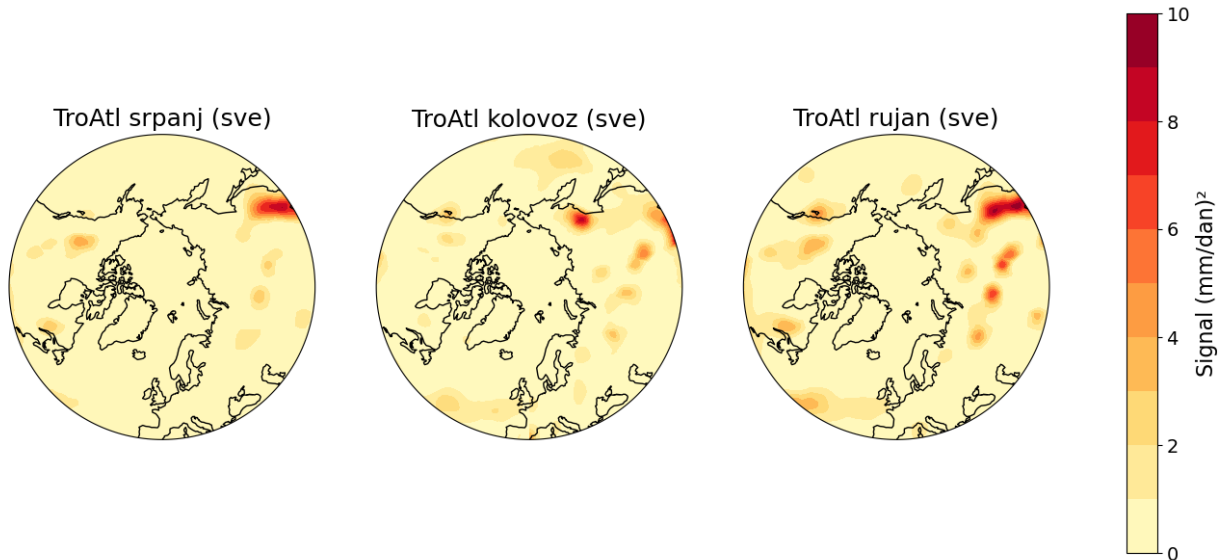 TroAtl srpanj (sve)
TroAtl kolovoz (sve)
TroAtl rujan (sve)
10
8
6
4
2
0
Signal (mm/dan)²